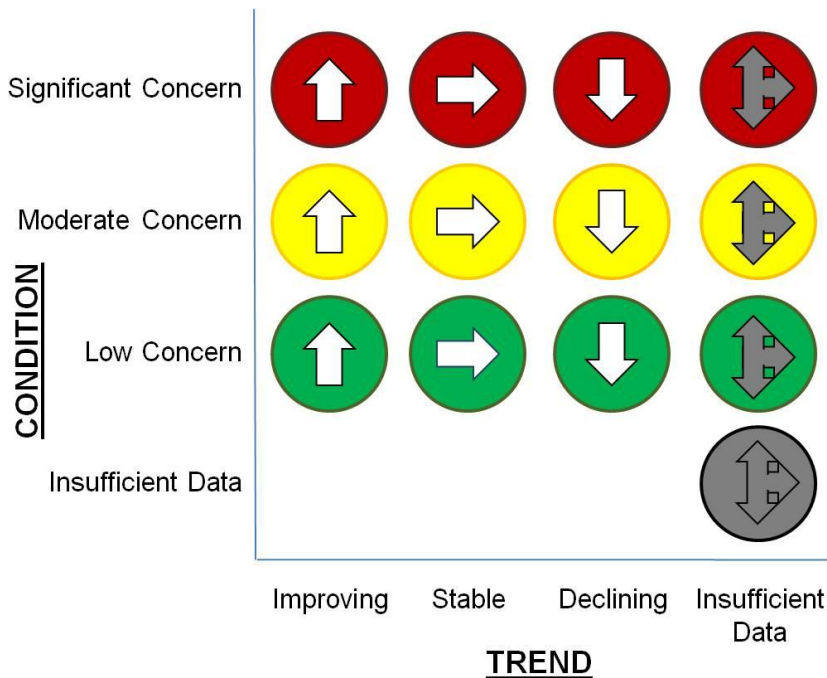 Significant Concern
Moderate Concern
CONDITION
Low Concern
Insufficient Data
Improving
Stable
Declining
Insufficient
Data
TREND